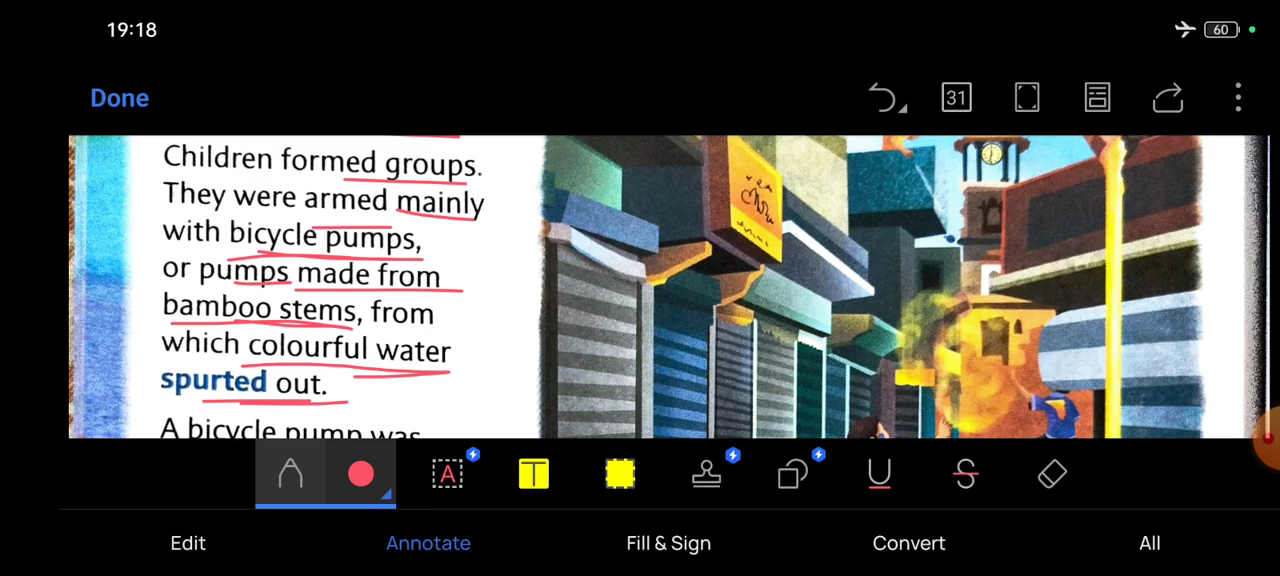 19:18
60
Done
31
Children formed groups.
They were armed mainly
with bicycle pumps,
or pumps made from
bamboo stems, from
which colourful water
spurted out.
A bicycle pump was
A
T
U
S
Edit
Annotate
Fill & Sign
Convert
All